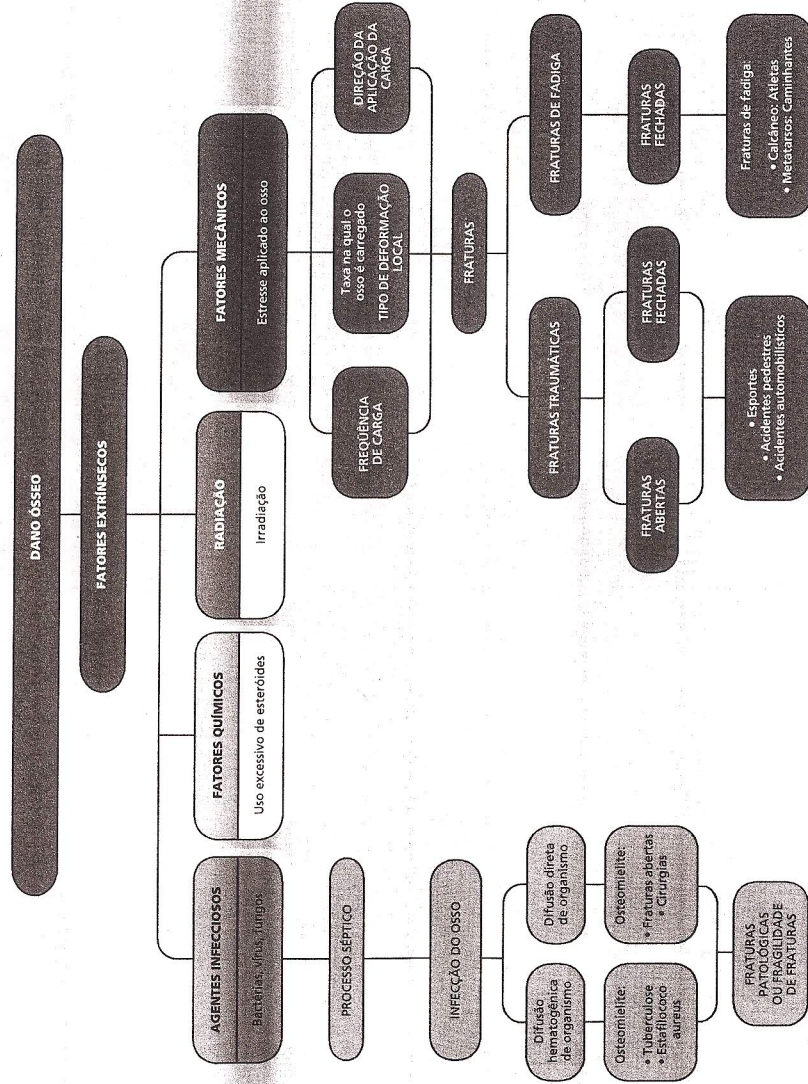 DANO ÓSSEO
FATORES EXTRÍNSECOS
AGENTES INFECCIOSOS
Bactérias, vírus, fungos
FATORES QUÍMICOS
Uso excessivo de esteróides
RADIAÇÃO
Irradiação
FATORES MECÂNICOS
Estresse aplicado ao osso
PROCESSO SÉPTICO
INFECÇÃO DO OSSO
Difusão
hematogênica
de organismo
Difusão direta
de organismo
Osteomielite:
• Tuberculose
• Estafilococo
aureus
Osteomielite:
• Fraturas abertas
• Cirurgias
FRATURAS
PATOLÓGICAS
OU FRAGILIDADE
DE FRATURAS
FREQÜÊNCIA
DE CARGA
Taxa na qual o
osso é carregado
TIPO DE DEFORMAÇÃO
LOCAL
DIREÇÃO DA
APLICAÇÃO DA
CARGA
FRATURAS
FRATURAS TRAUMÁTICAS
FRATURAS DE FADIGA
FRATURAS
ABERTAS
FRATURAS
FECHADAS
FRATURAS
FECHADAS
• Esportes
• Acidentes pedestres
• Acidentes automobilísticos
Fraturas de fadiga:
• Calcâneo: Atletas
• Metatarsos: Caminhantes